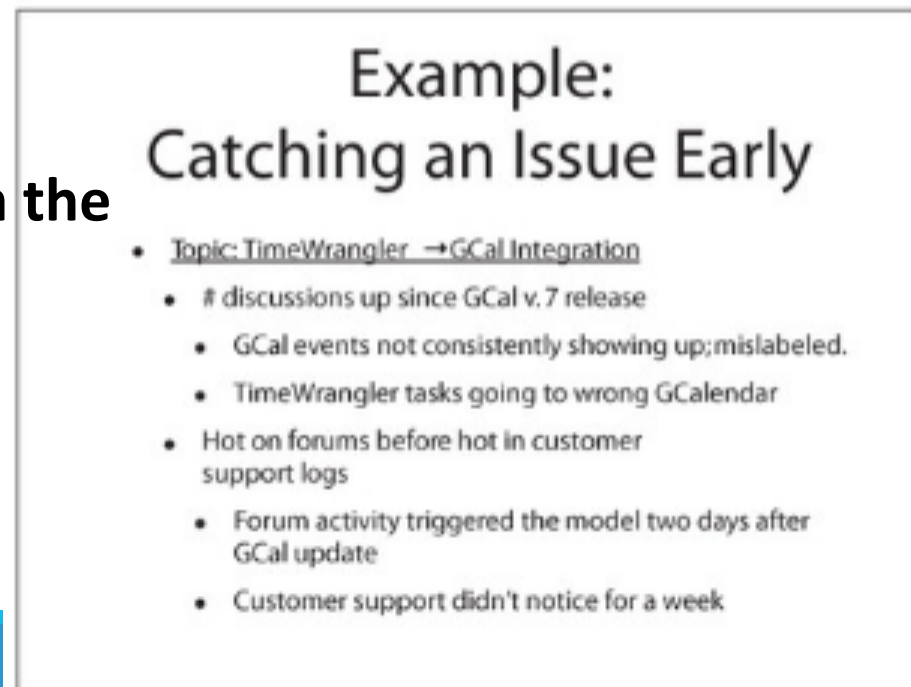 Example:
Catching an Issue Early
the
• Topic: TimeWrangler →GCal Integration
• # discussions up since GCal v. 7 release
• GCal events not consistently showing up;mislabeled.
• TimeWrangler tasks going to wrong GCalendar
• Hot on forums before hot in customer
support logs
• Forum activity triggered the model two days after
GCal update
• Customer support didn't notice for a week